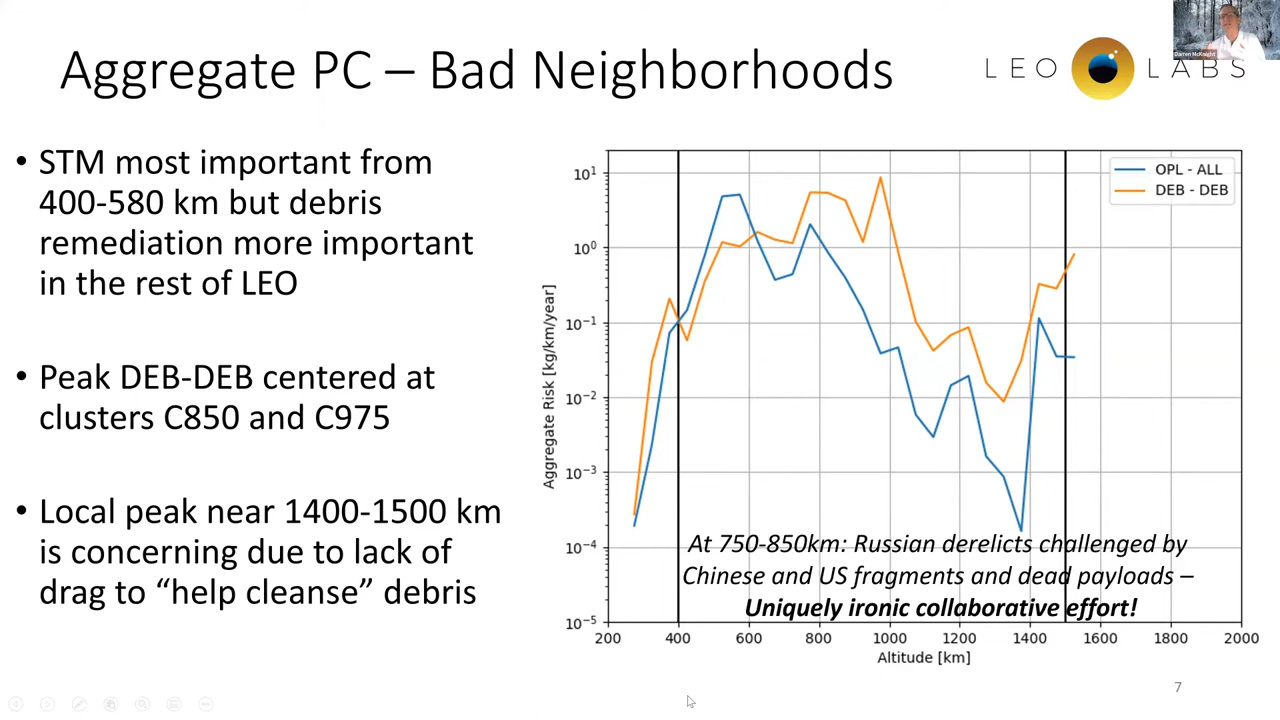 Aggregate PC – Bad Neighborhoods
LEO LABS
Darren McKnight
• STM most important from
400-580 km but debris
remediation more important
in the rest of LEO
• Peak DEB-DEB centered at
clusters C850 and C975
• Local peak near 1400-1500 km
is concerning due to lack of
drag to “help cleanse” debris
OPL - ALL
DEB - DEB
Aggregate Risk [kg/km/year]
10¹
10⁰
10⁻¹
10⁻²
10⁻³
10⁻⁴
10⁻⁵
At 750-850km: Russian derelicts challenged by
Chinese and US fragments and dead payloads –
Uniquely ironic collaborative effort!
200 400 600 800 1000 1200 1400 1600 1800 2000
Altitude [km]
7